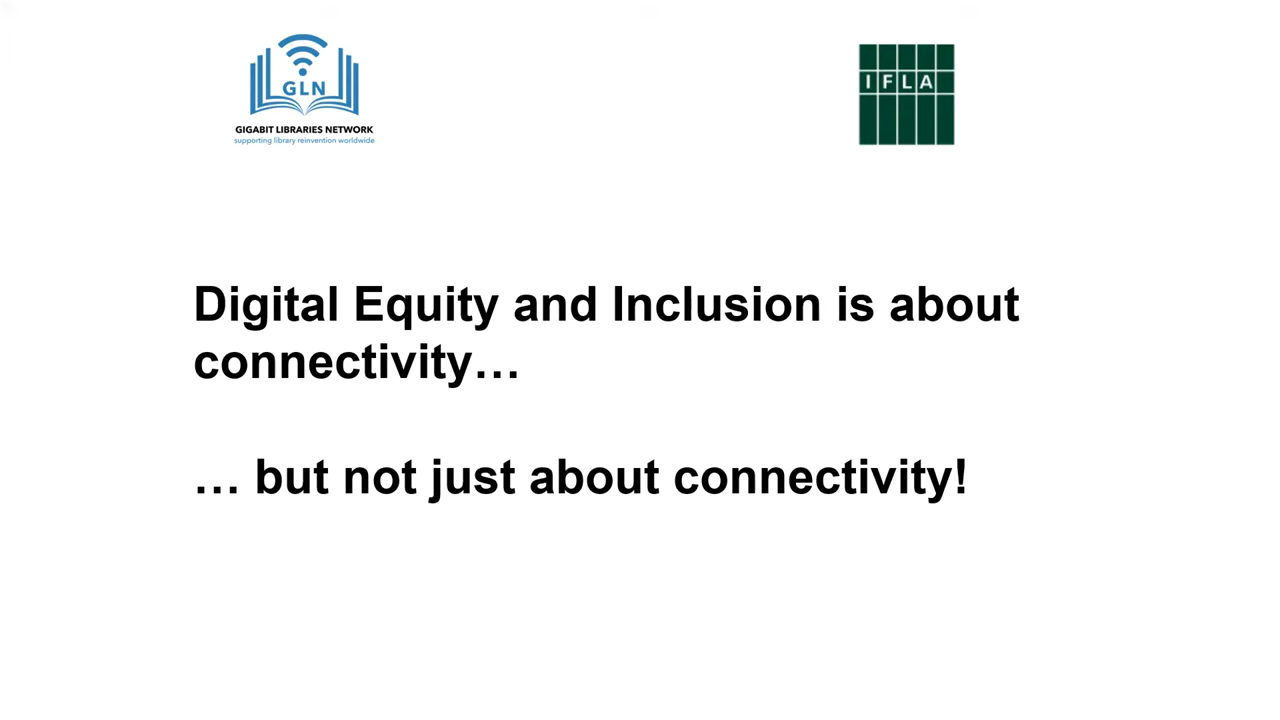 GLN
GIGABIT LIBRARIES NETWORK
supporting library reinvention worldwide
IFLA
Digital Equity and Inclusion is about
connectivity…
… but not just about connectivity!